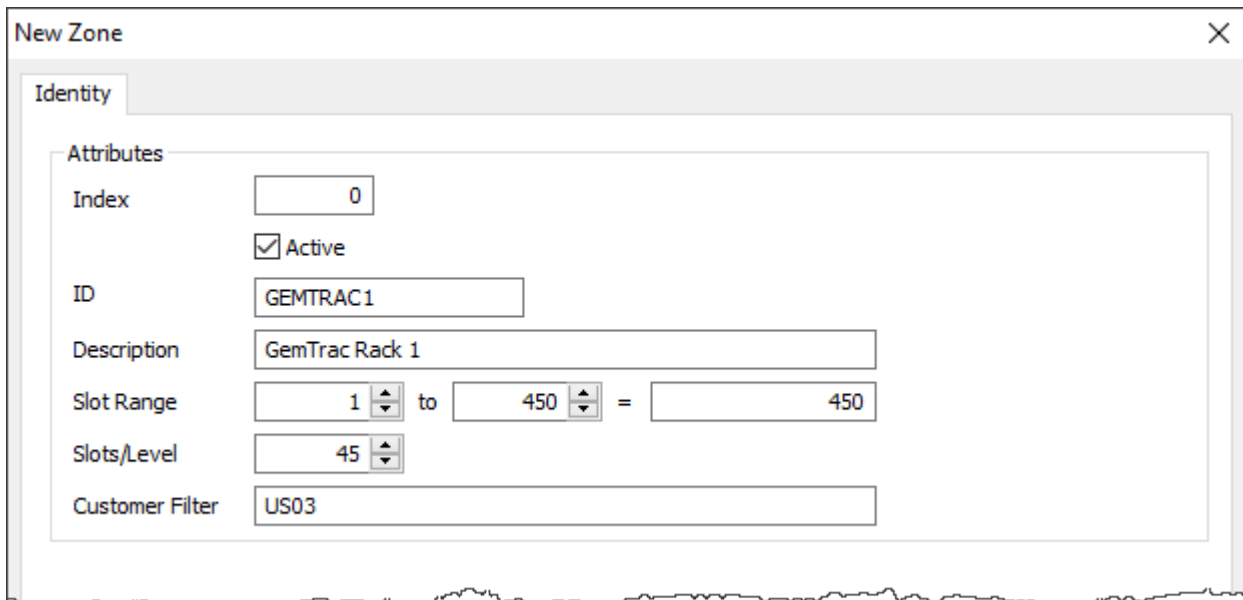 New Zone
Identity
Attributes
Index 0
Active
ID GEMTRAC1
Description GemTrac Rack 1
Slot Range 1 to 450 = 450
Slots/Level 45
Customer Filter US03